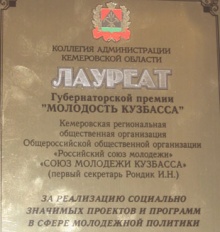 КОЛЛЕГИЯ АДМИНИСТРАЦИИ
КЕМЕРОВСКОЙ ОБЛАСТИ
ЛАУРЕАТ
Губернаторской премии
"МОЛОДОСТЬ КУЗБАССА"
Кемеровская региональная
общественная организация
Общероссийской общественной организации
«Российский союз молодежи»
«СОЮЗ МОЛОДЕЖИ КУЗБАССА»
(первый секретарь Рондик И.Н.)
ЗА РЕАЛИЗАЦИЮ СОЦИАЛЬНО
ЗНАЧИМЫХ ПРОЕКТОВ И ПРОГРАММ
В СФЕРЕ МОЛОДЕЖНОЙ ПОЛИТИКИ